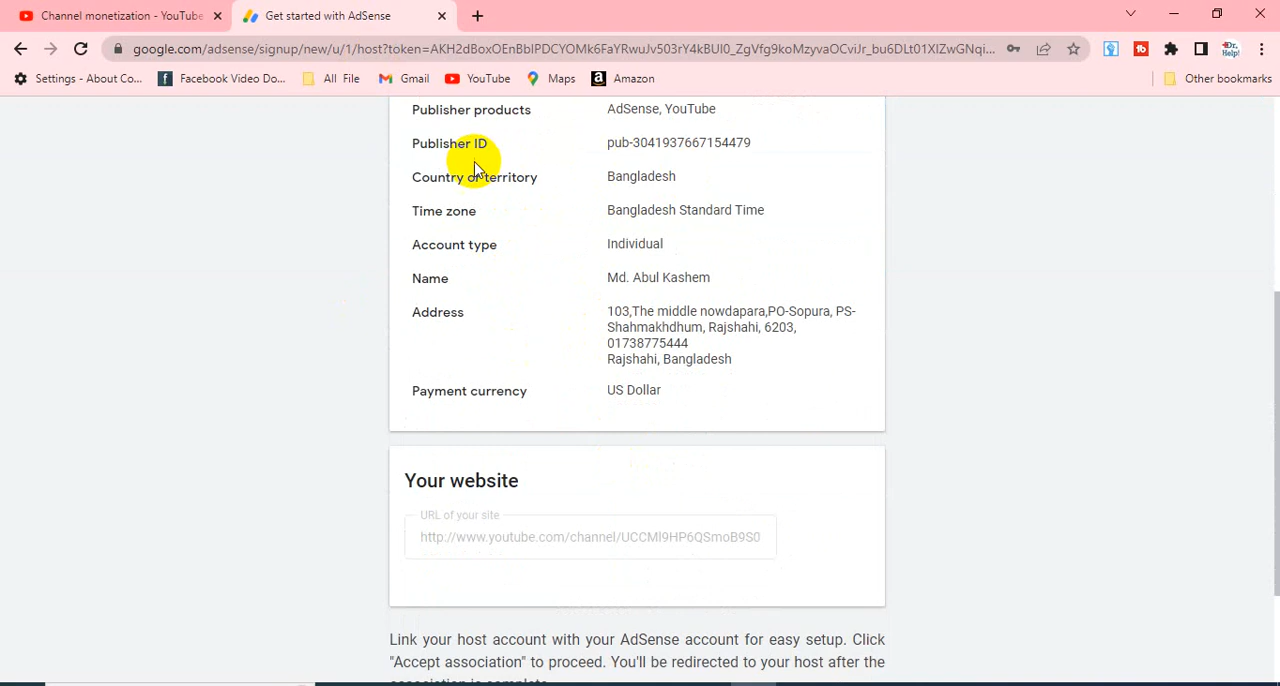 Channel monetization - YouTube
Get started with AdSense
google.com/adsense/signup/new/u/1/host?token=AKH2dBoxOEnBblPDCYOMk6FaYRwuJv503rY4kBUI0_ZgVfg9koMzyvaOCviJr_bu6DLt01XIZwGNqi...
Settings - About Co...
Facebook Video Do...
All File
Gmail
YouTube
Maps
Amazon
Other bookmarks
Publisher products AdSense, YouTube
Publisher ID pub-3041937667154479
Country or territory Bangladesh
Time zone Bangladesh Standard Time
Account type Individual
Name Md. Abul Kashem
Address 103,The middle nowdapara,PO-Sopura, PS-
Shahmakhdhum, Rajshahi, 6203,
01738775444
Rajshahi, Bangladesh
Payment currency US Dollar
Your website
URL of your site
http://www.youtube.com/channel/UCCMI9HP6QSmoB9S0
Link your host account with your AdSense account for easy setup. Click
"Accept association" to proceed. You'll be redirected to your host after the
association is complete